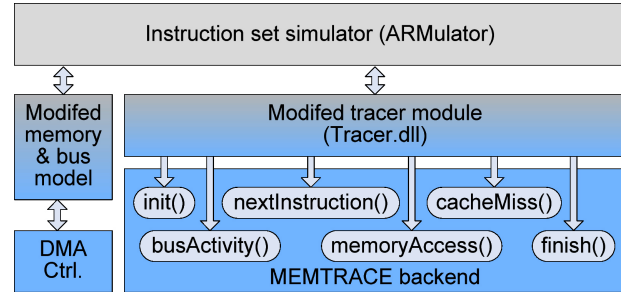 Instruction set simulator (ARMulator)
Modifed
memory
& bus
model
Modifed tracer module
(Tracer.dll)
init()
nextInstruction()
cacheMiss()
busActivity()
memoryAccess()
finish()
DMA
Ctrl.
MEMTRACE backend